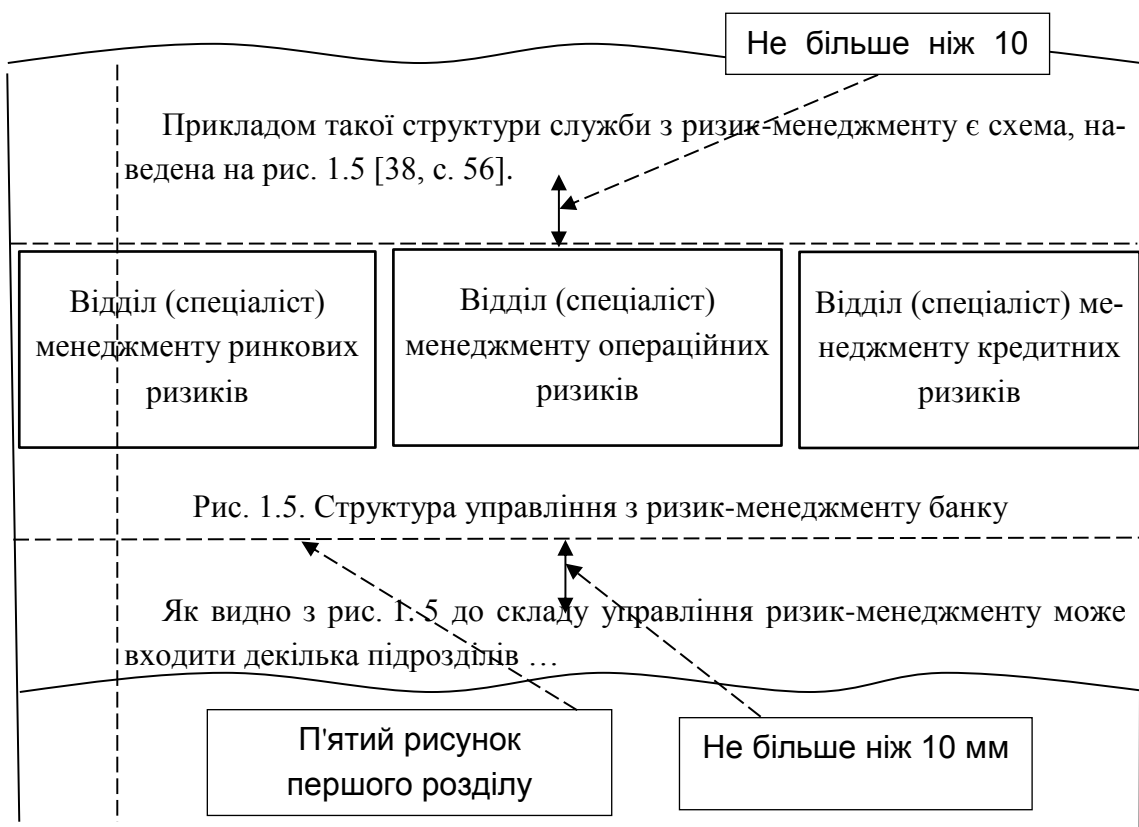 Не більше ніж 10
Прикладом такої структури служби з ризик-менеджменту є схема, на-
ведена на рис. 1.5 [38, с. 56].
Відділ (спеціаліст)
менеджменту ринкових
ризиків
Відділ (спеціаліст)
менеджменту операційних
ризиків
Відділ (спеціаліст) ме-
неджменту кредитних
ризиків
Рис. 1.5. Структура управління з ризик-менеджменту банку
Як видно з рис. 1. 5 до складу управління ризик-менеджменту може
входити декілька підрозділів …
П'ятий рисунок
першого розділу
Не більше ніж 10 мм